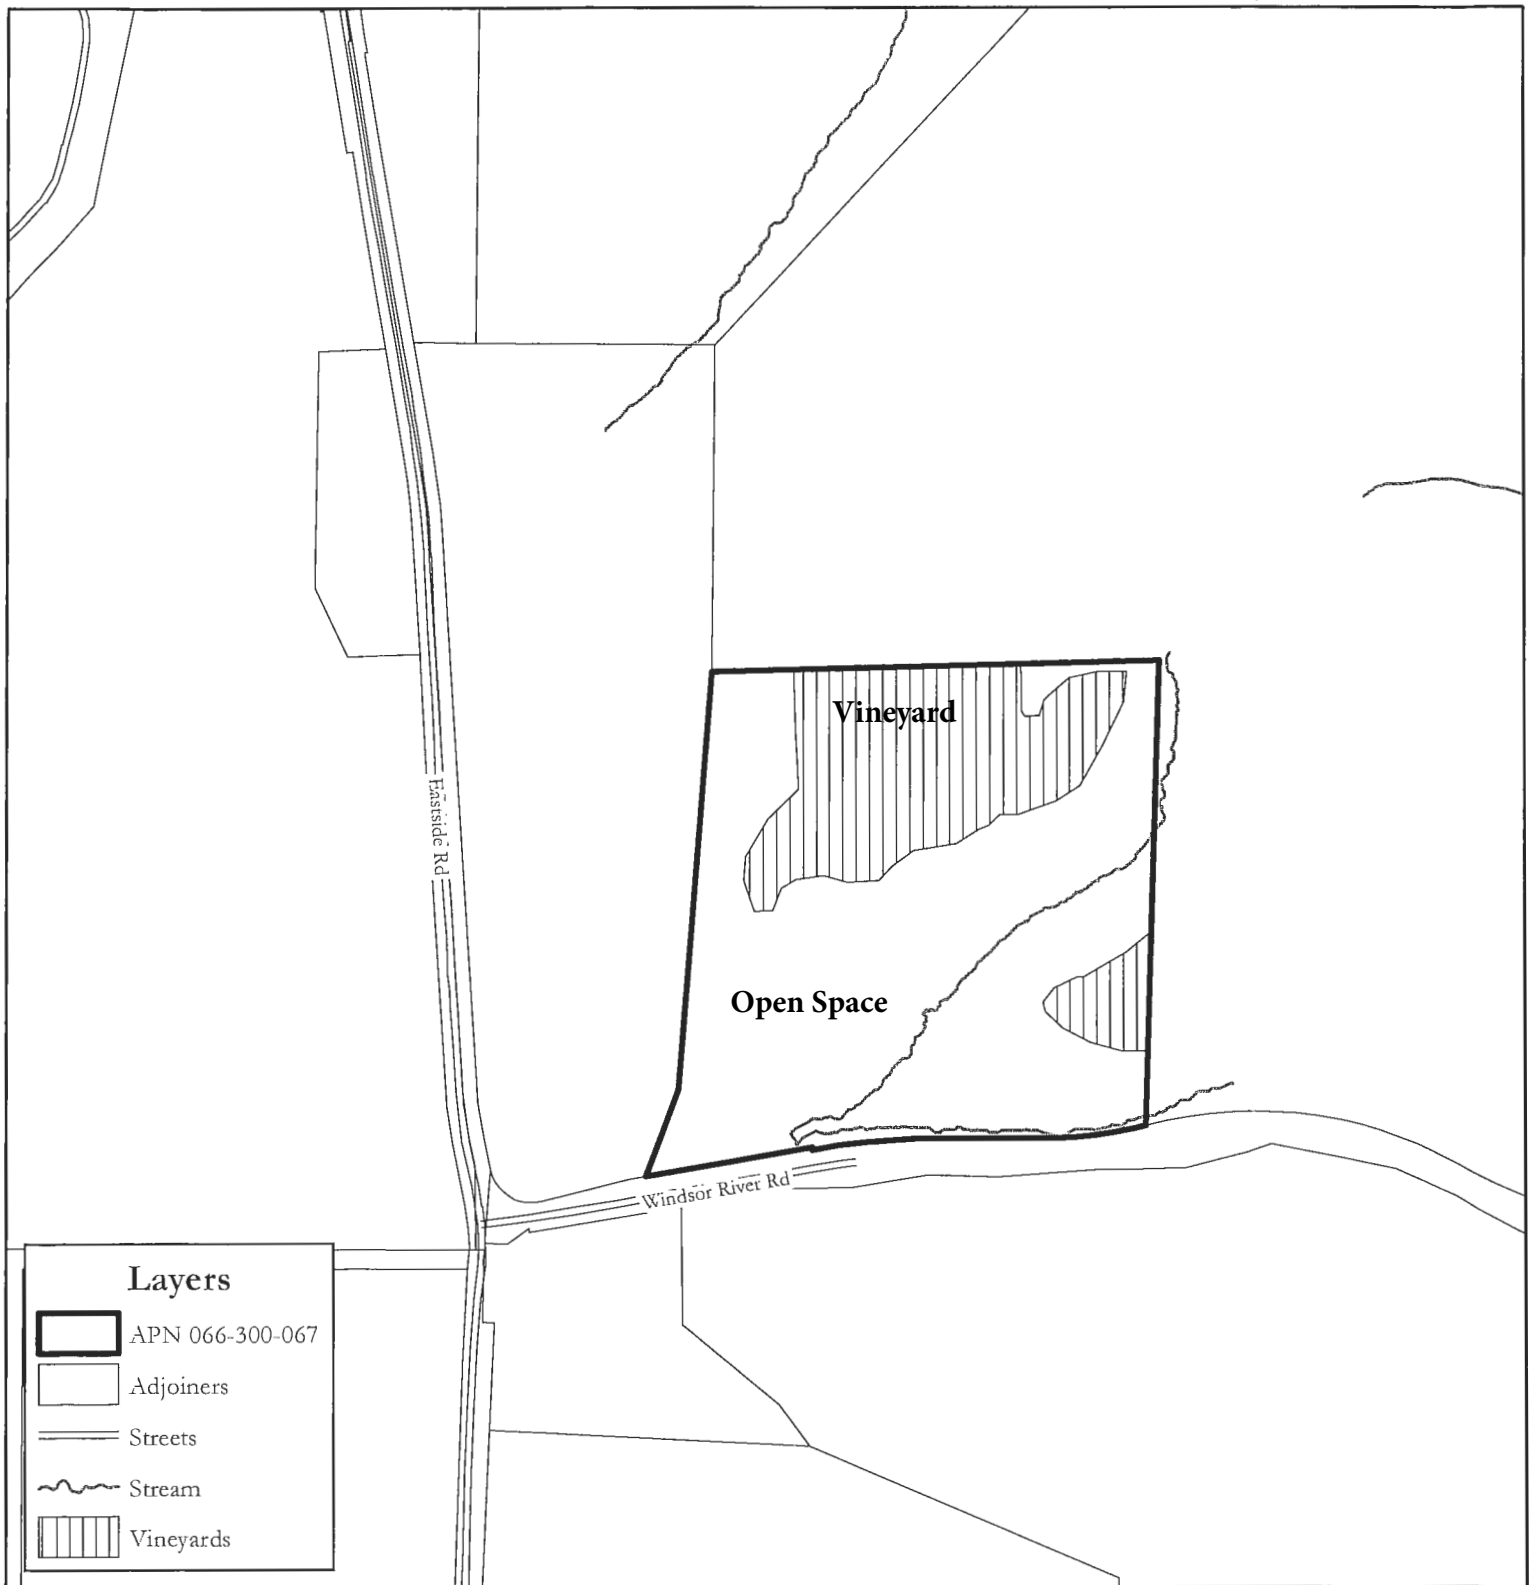 Vineyard
Eastside Rd
Open Space
Windsor River Rd
Layers
APN 066-300-067
Adjoiners
Streets
Stream
Vineyards